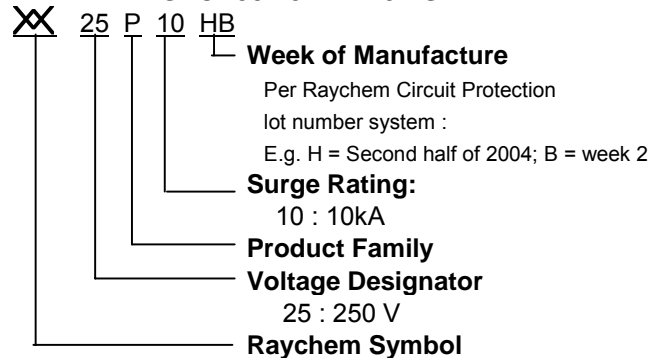 25 P 10 HB
Week of Manufacture
Per Raychem Circuit Protection
lot number system :
E.g. H = Second half of 2004; B = week 2
Surge Rating:
10 : 10kA
Product Family
Voltage Designator
25 : 250 V
Raychem Symbol